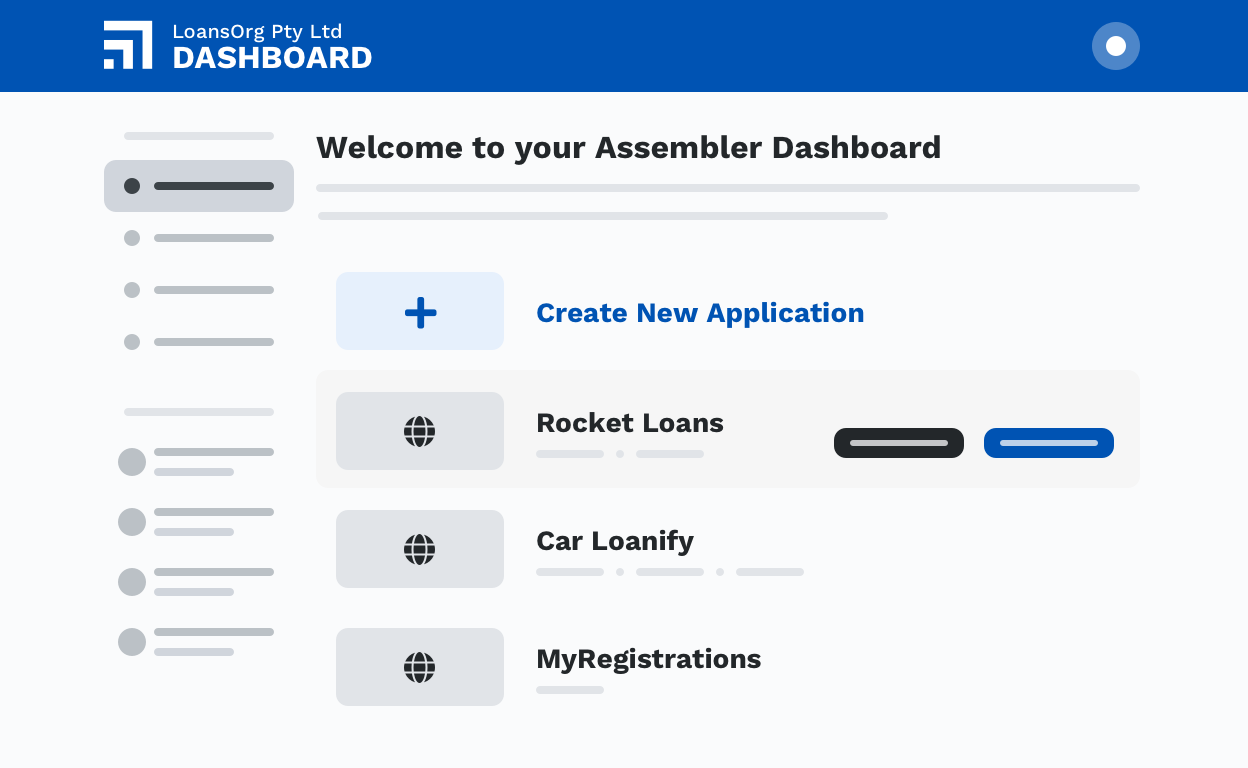 LoansOrg Pty Ltd
DASHBOARD
Welcome to your Assembler Dashboard
Create New Application
Rocket Loans
Car Loanify
MyRegistrations